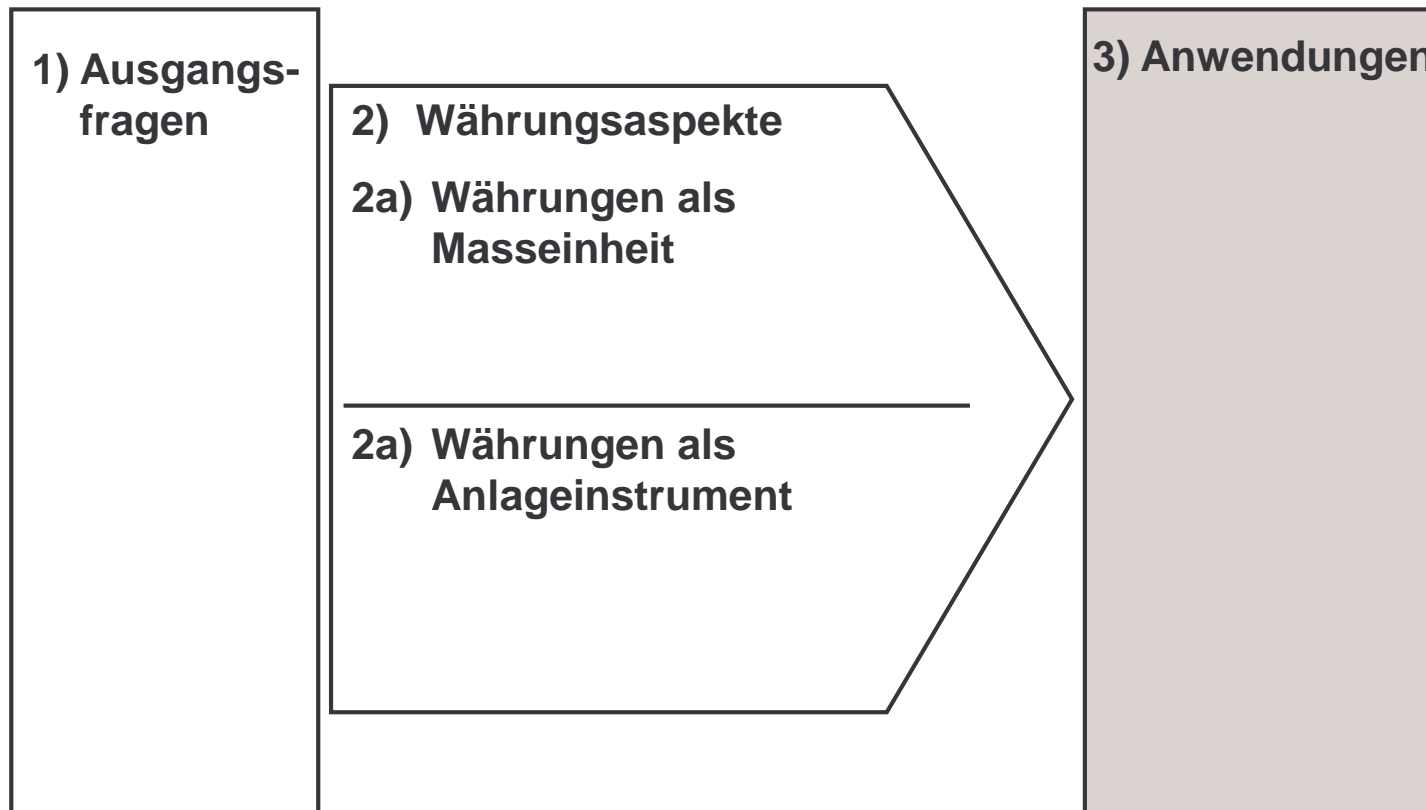 1) Ausgangs-
fragen
2) Währungsaspekte
2a) Währungen als
Masseinheit
2a) Währungen als
Anlageinstrument
3) Anwendungen